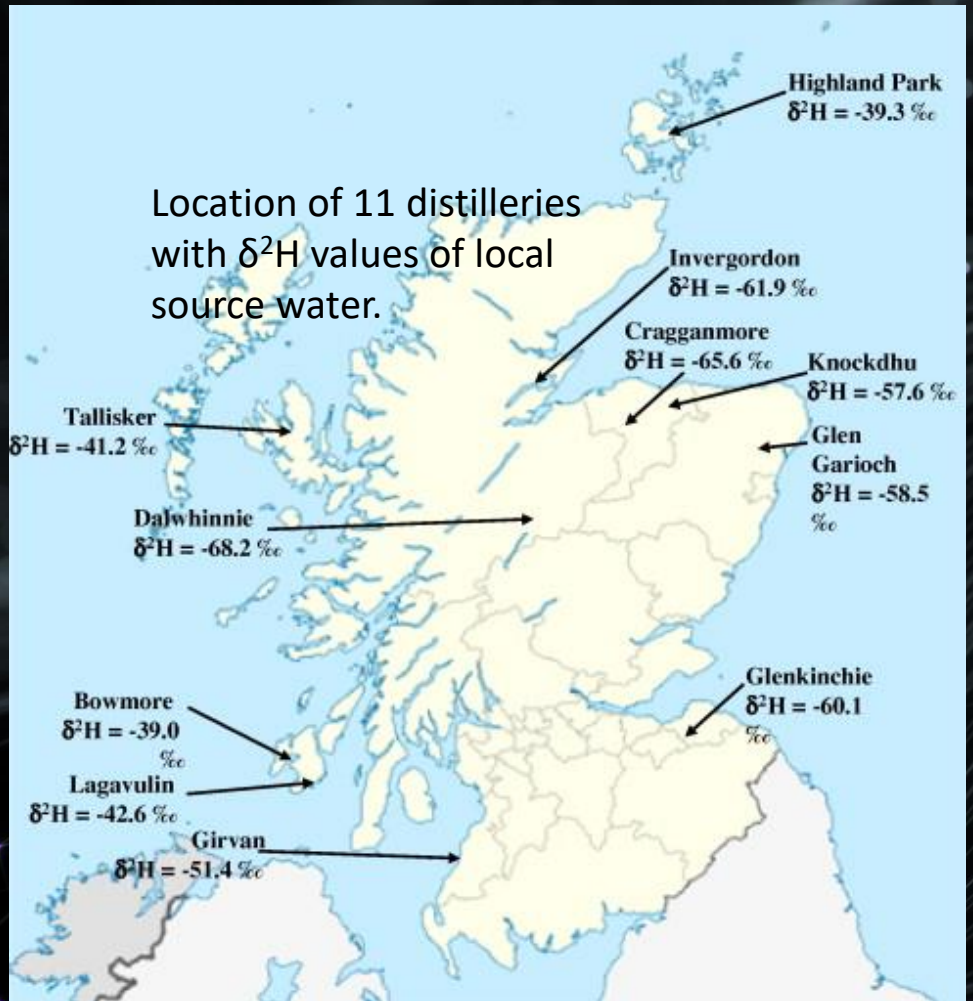 Highland Park
δ²H = -39.3 ‰
Location of 11 distilleries
with δ²H values of local
source water.
Invergordon
δ²H = -61.9 ‰
Cragganmore
δ²H = -65.6 ‰
Knockdhu
δ²H = -57.6 ‰
Tallisker
δ²H = -41.2 ‰
Glen
Garioch
δ²H = -58.5
‰
Dalwhinnie
δ²H = -68.2 ‰
Glenkinchie
δ²H = -60.1
‰
Bowmore
δ²H = -39.0
‰
Lagavulin
δ²H = -42.6 ‰
Girvan
δ²H = -51.4 ‰